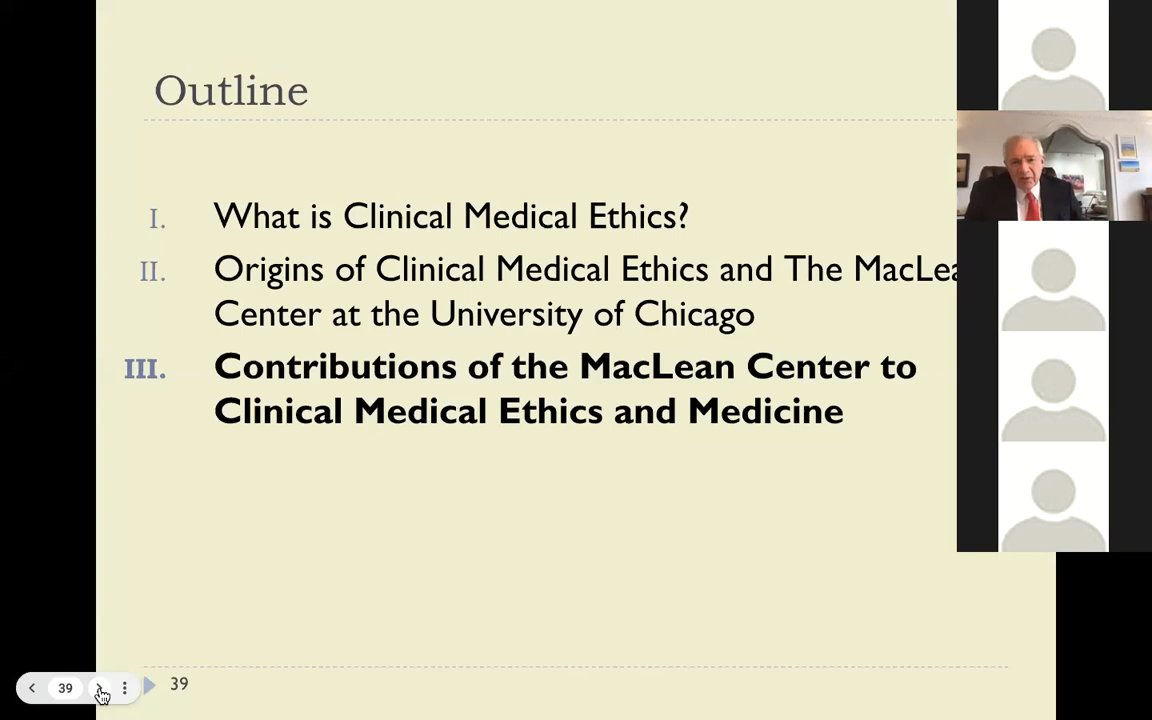 Outline
I. What is Clinical Medical Ethics?
II. Origins of Clinical Medical Ethics and The
Center at the University of Chicago
III. Contributions of the MacLean Center to
Clinical Medical Ethics and Medicine
39
39